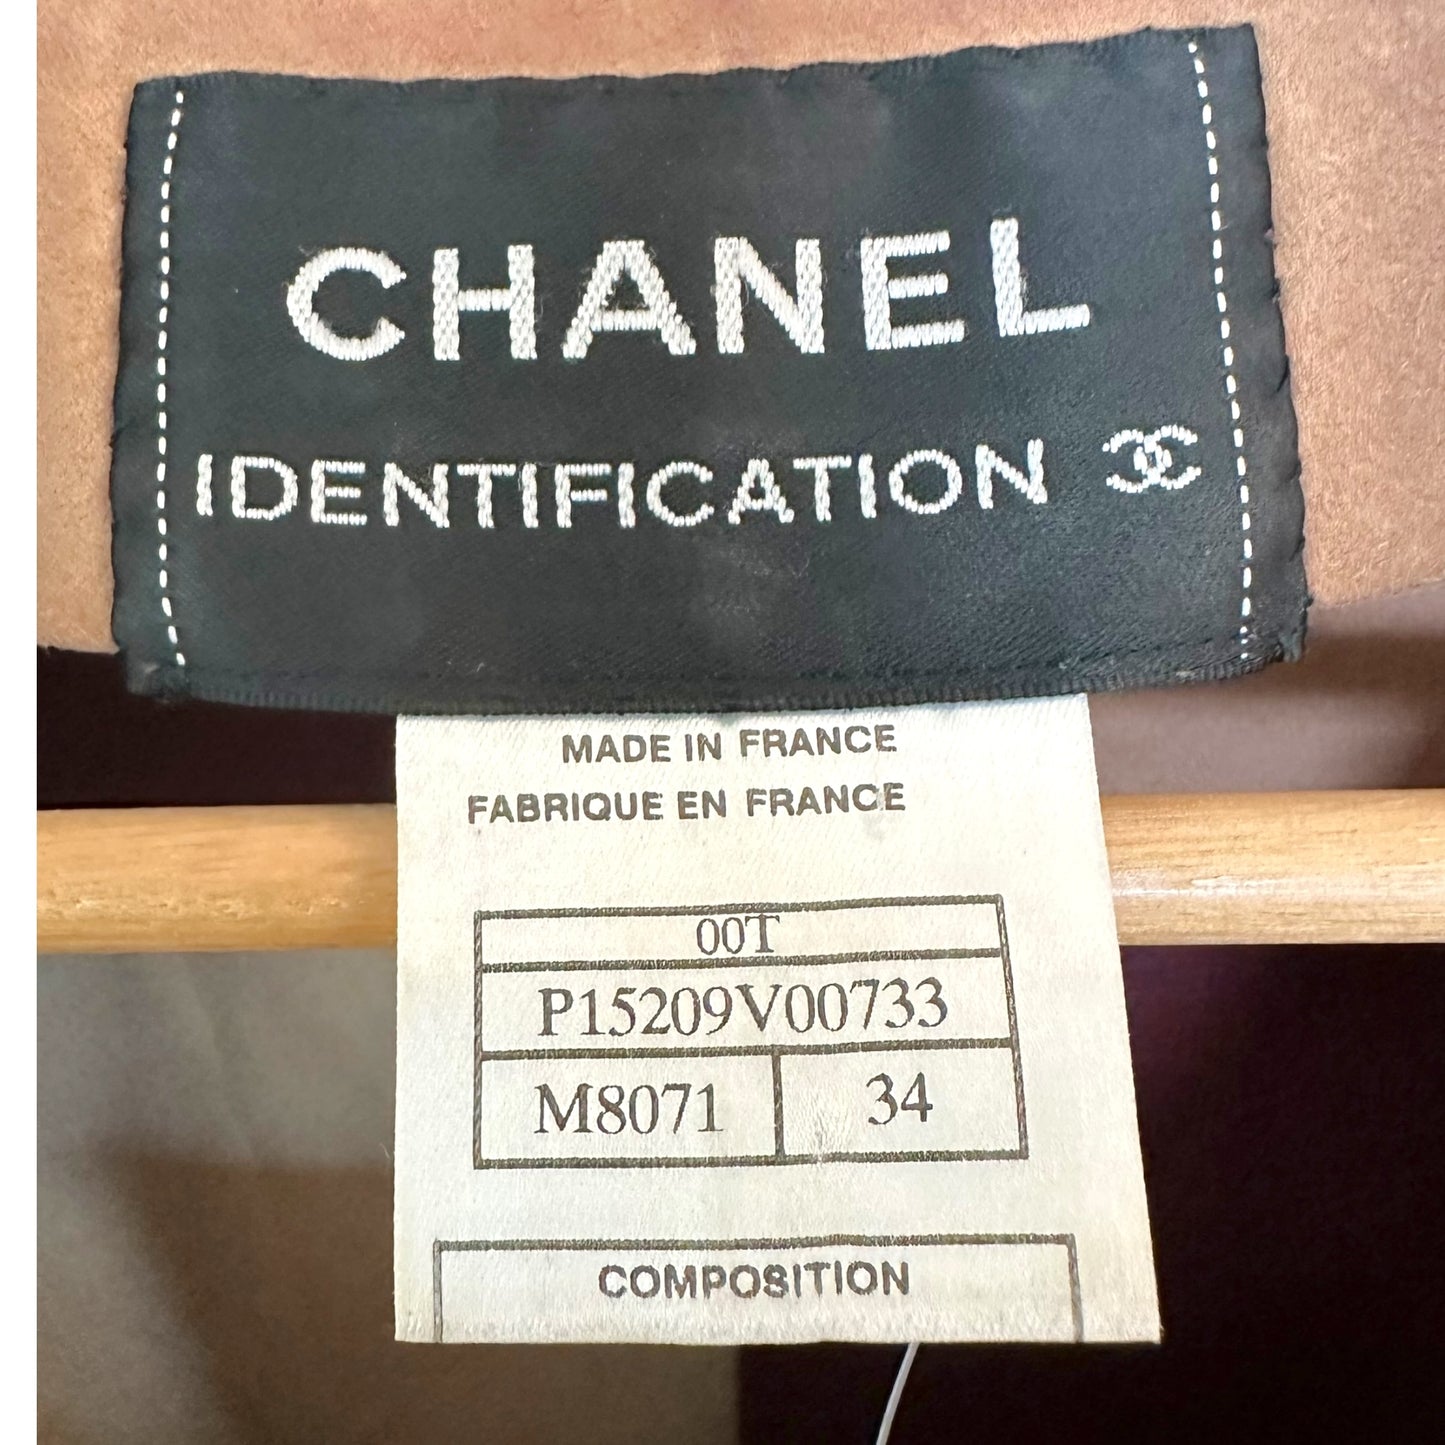 CHANEL
IDENTIFICATION
MADE IN FRANCE
FABRIQUE EN FRANCE
00T
P15209V00733
M8071 34
COMPOSITION